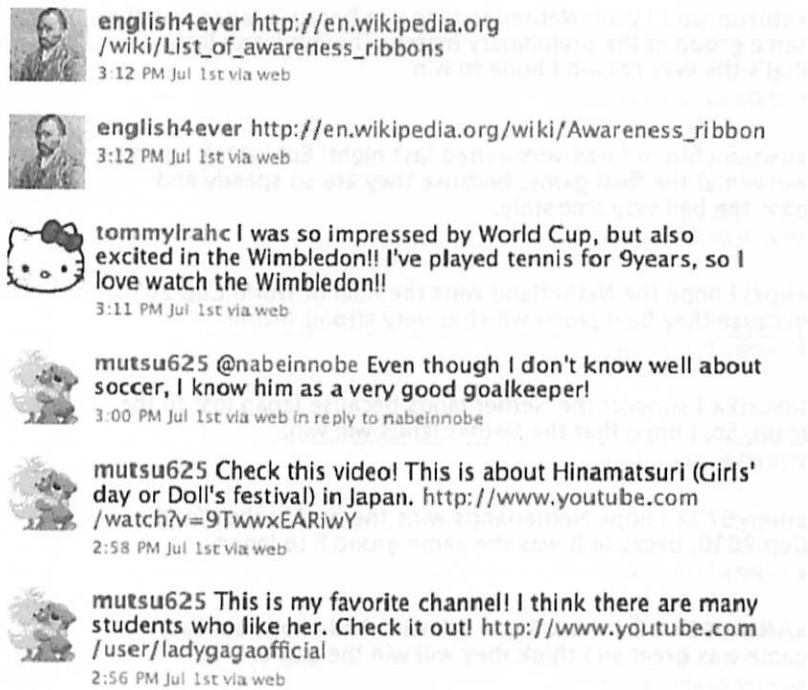 english4ever http://en.wikipedia.org
/wiki/List_of_awareness_ribbons
3:12 PM Jul 1st via web
english4ever http://en.wikipedia.org/wiki/Awareness_ribbon
3:12 PM Jul 1st via web
tommylrahc I was so impressed by World Cup, but also
excited in the Wimbledon!! I've played tennis for 9years, so I
love watch the Wimbledon!!
3:11 PM Jul 1st via web
mutsu625 @nabeinnobe Even though I don't know well about
soccer, I know him as a very good goalkeeper!
3:00 PM Jul 1st via web in reply to nabeinnobe
mutsu625 Check this video! This is about Hinamatsuri (Girls'
day or Doll's festival) in Japan. http://www.youtube.com
/watch?v=9TwwxEARiwY
2:58 PM Jul 1st via web
mutsu625 This is my favorite channel! I think there are many
students who like her. Check it out! http://www.youtube.com
/user/ladygagaofficial
2:56 PM Jul 1st via web